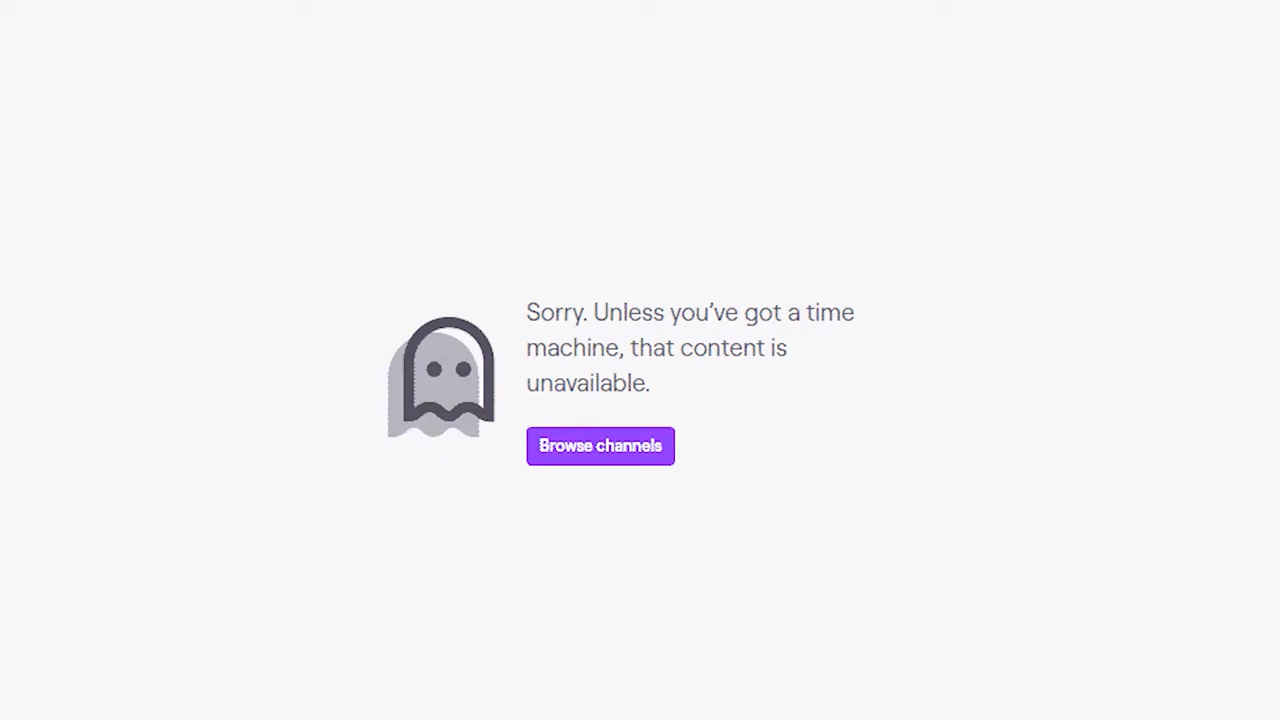 Sorry. Unless you’ve got a time
machine, that content is
unavailable.
Browse channels